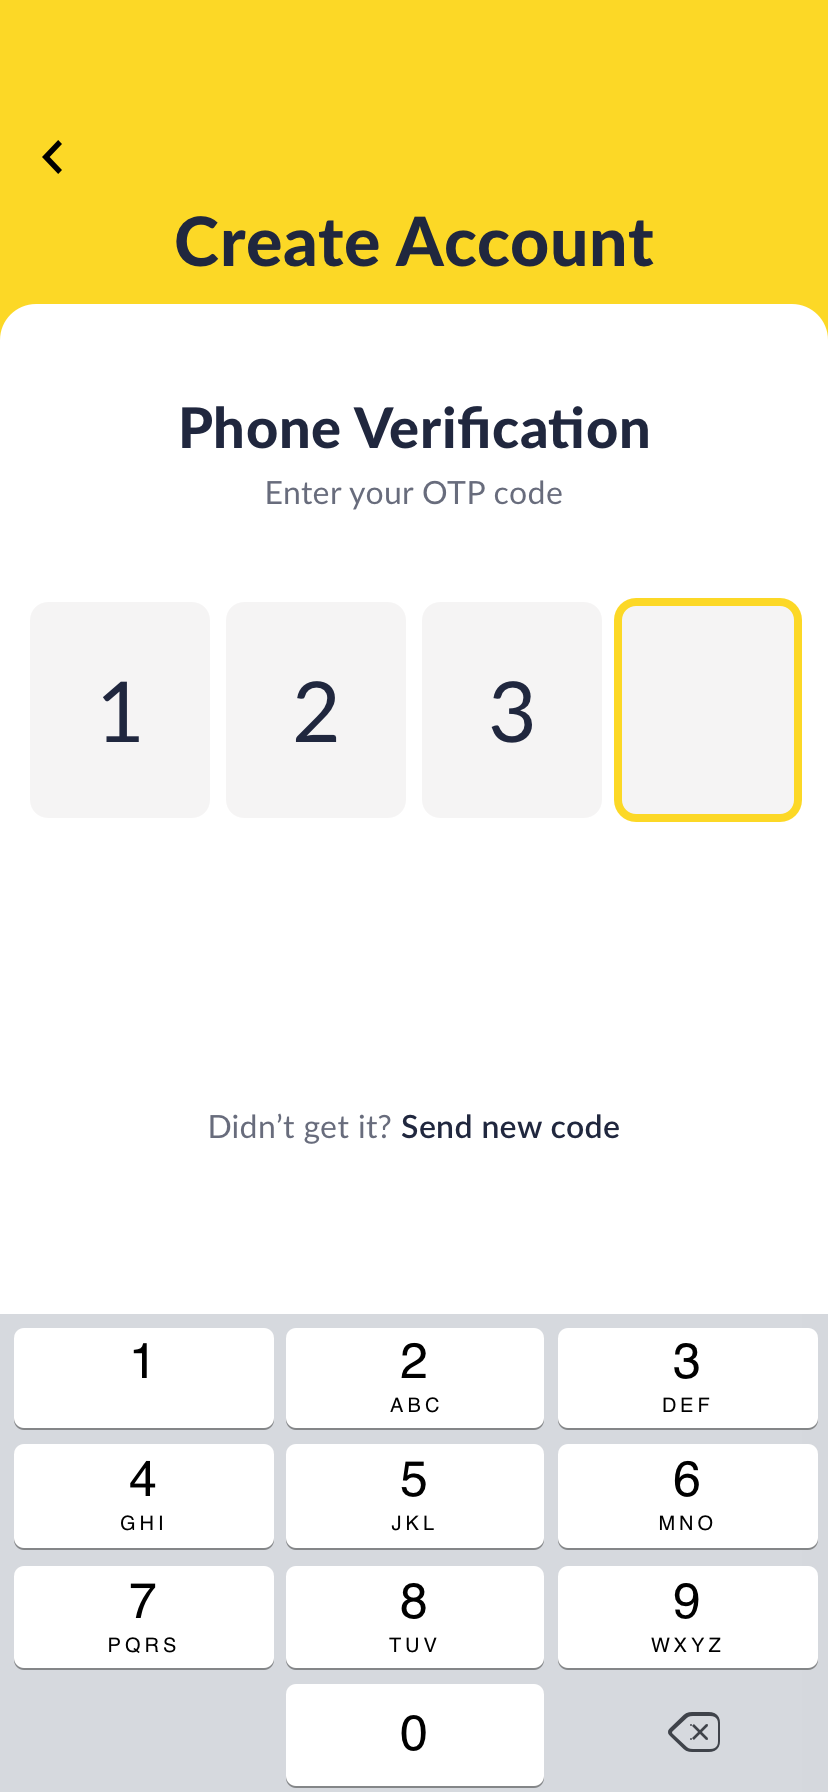 Create Account
Phone Verification
Enter your OTP code
1 2 3
Didn’t get it? Send new code
1 2 3
ABC DEF
4 5 6
GHI JKL MNO
7 8 9
PQRS TUV WXYZ
0